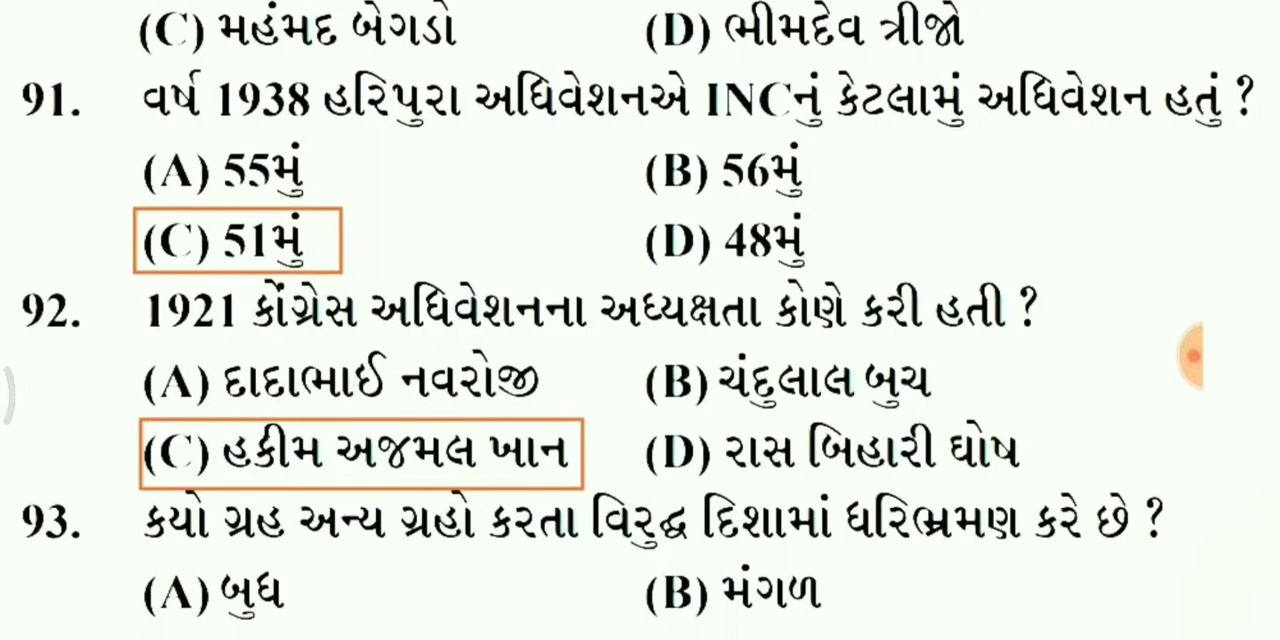 (C) મહંમદ બેગડો (D) ભીમદેવ ત્રીજો
91. વર્ષ 1938 હરિપુરા અધિવેશનએ INCનું કેટલામું અધિવેશન હતું ?
(A) 55મું (B) 56મું
(C) 51મું (D) 48મું
92. 1921 કોંગ્રેસ અધિવેશનના અધ્યક્ષતા કોણે કરી હતી ?
(A) દાદાભાઈ નવરોજી (B) ચંદુલાલ બુચ
(C) હકીમ અજમલ ખાન (D) રાસ બિહારી ઘોષ
93. કયો ગ્રહ અન્ય ગ્રહો કરતા વિરુદ્ધ દિશામાં ધરિભ્રમણ કરે છે ?
(A) બુધ (B) મંગળ